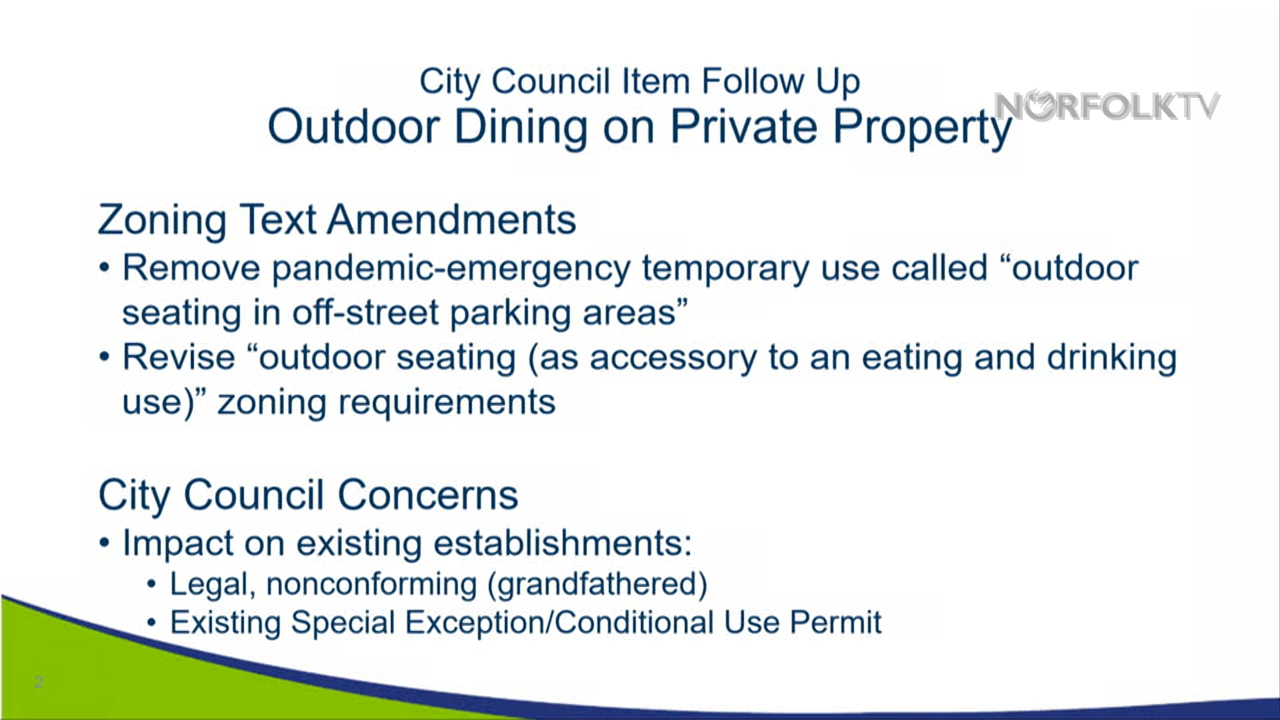 City Council Item Follow Up
NORFOLKTV
Outdoor Dining on Private Property
Zoning Text Amendments
• Remove pandemic-emergency temporary use called “outdoor
seating in off-street parking areas”
• Revise “outdoor seating (as accessory to an eating and drinking
use)” zoning requirements
City Council Concerns
• Impact on existing establishments:
• Legal, nonconforming (grandfathered)
• Existing Special Exception/Conditional Use Permit
2